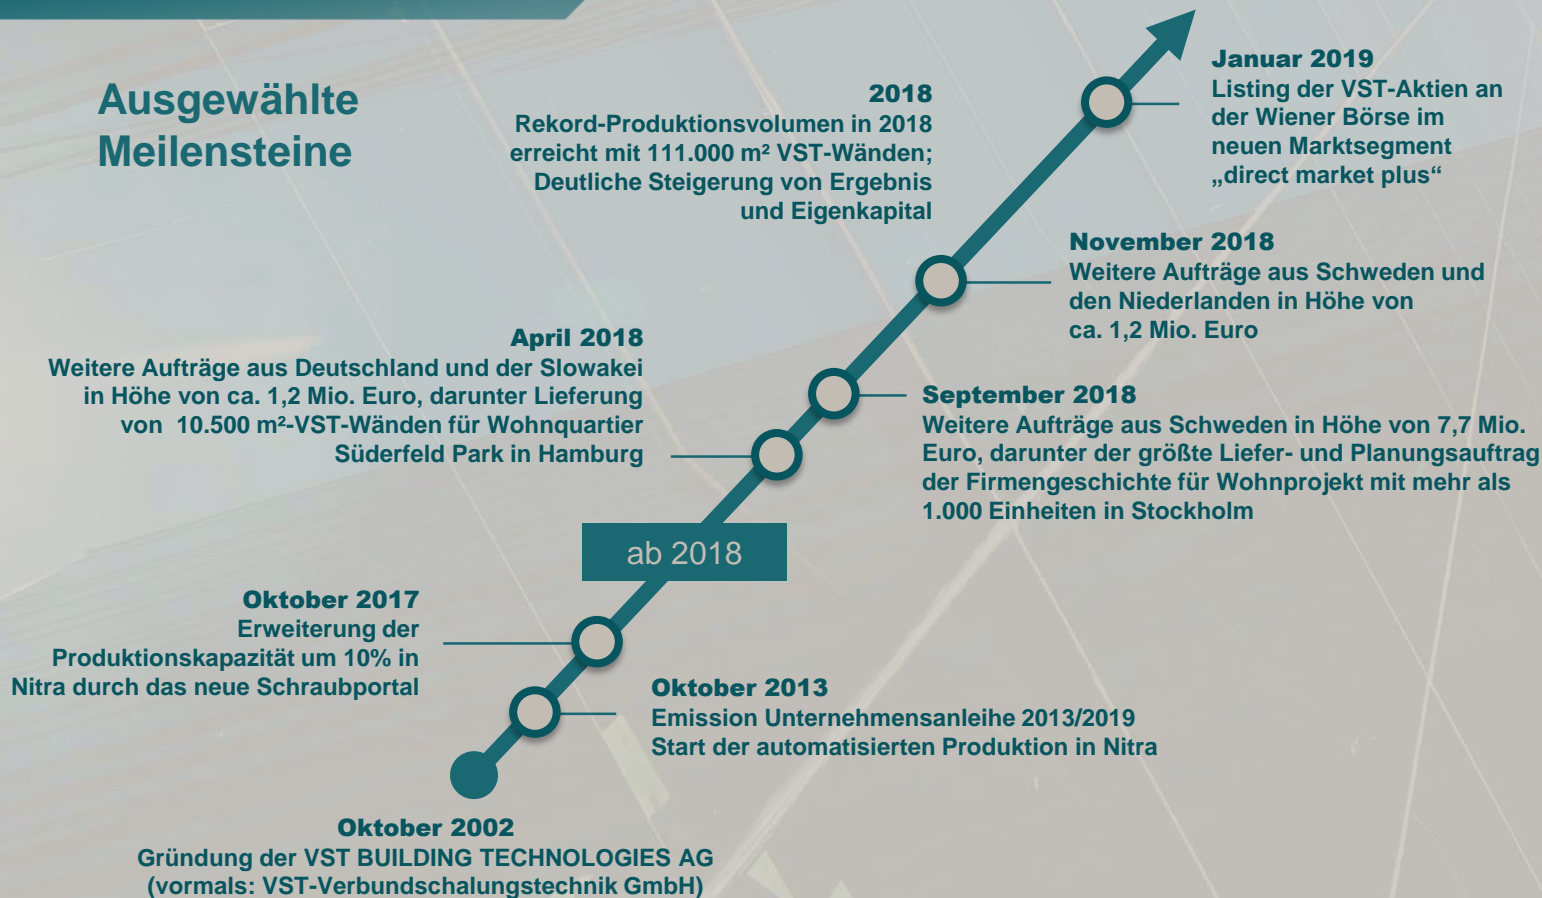 Ausgewählte
Meilensteine
2018
Rekord-Produktionsvolumen in 2018
erreicht mit 111.000 m² VST-Wänden;
Deutliche Steigerung von Ergebnis
und Eigenkapital
Januar 2019
Listing der VST-Aktien an
der Wiener Börse im
neuen Marktsegment
„direct market plus“
November 2018
Weitere Aufträge aus Schweden und
den Niederlanden in Höhe von
ca. 1,2 Mio. Euro
April 2018
Weitere Aufträge aus Deutschland und der Slowakei
in Höhe von ca. 1,2 Mio. Euro, darunter Lieferung
von 10.500 m²-VST-Wänden für Wohnquartier
Süderfeld Park in Hamburg
September 2018
Weitere Aufträge aus Schweden in Höhe von 7,7 Mio.
Euro, darunter der größte Liefer- und Planungsauftrag
der Firmengeschichte für Wohnprojekt mit mehr als
1.000 Einheiten in Stockholm
ab 2018
Oktober 2017
Erweiterung der
Produktionskapazität um 10% in
Nitra durch das neue Schraubportal
Oktober 2013
Emission Unternehmensanleihe 2013/2019
Start der automatisierten Produktion in Nitra
Oktober 2002
Gründung der VST BUILDING TECHNOLOGIES AG
(vormals: VST-Verbundschalungstechnik GmbH)